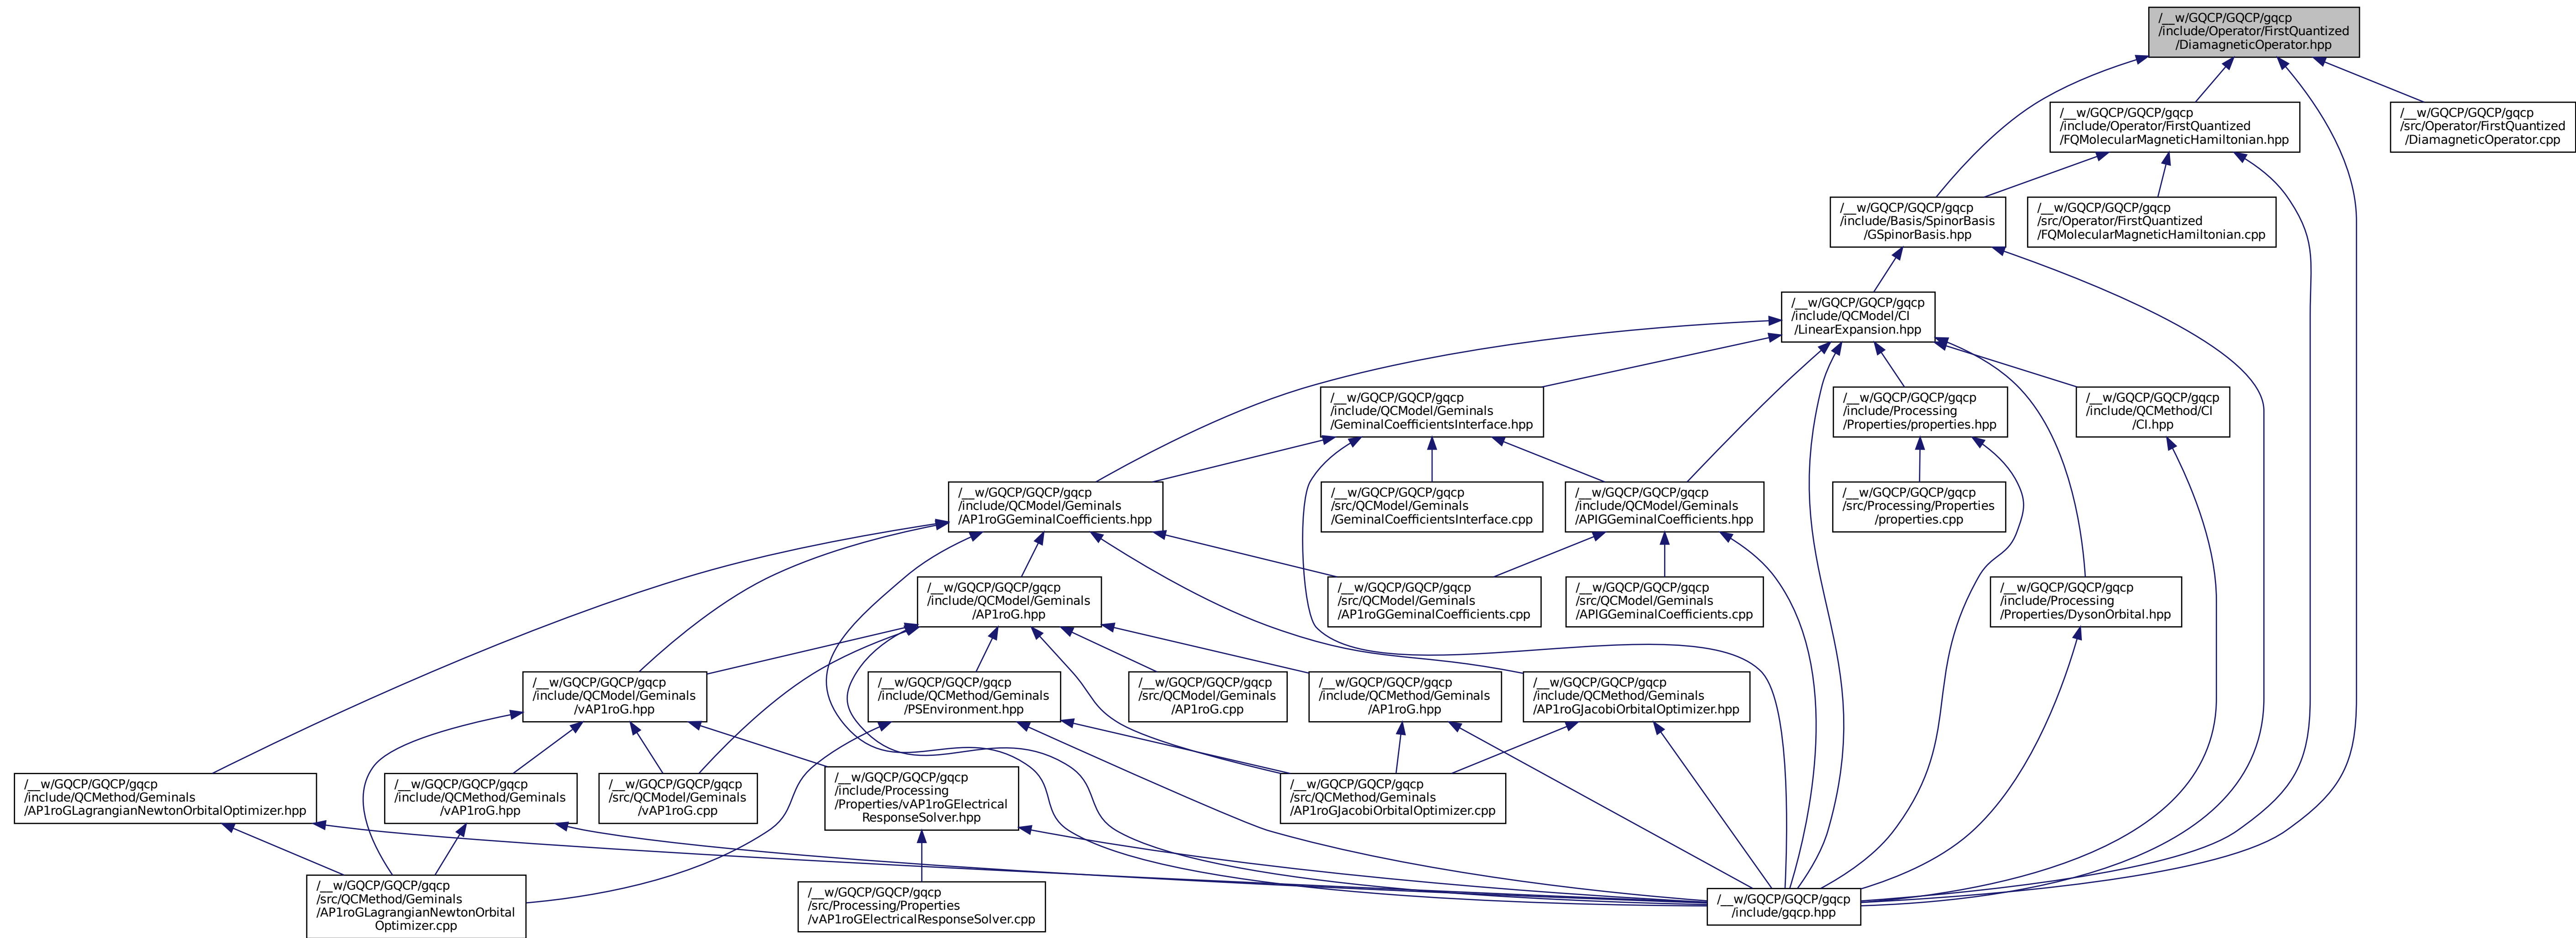 /__w/GQCP/GQCP/gqcp
/include/Operator/FirstQuantized
/DiamagneticOperator.hpp
/__w/GQCP/GQCP/gqcp
/include/Operator/FirstQuantized
/FQMolecularMagneticHamiltonian.hpp
/__w/GQCP/GQCP/gqcp
/src/Operator/FirstQuantized
/DiamagneticOperator.cpp
/__w/GQCP/GQCP/gqcp
/include/Basis/SpinorBasis
/GSpinorBasis.hpp
/__w/GQCP/GQCP/gqcp
/src/Operator/FirstQuantized
/FQMolecularMagneticHamiltonian.cpp
/__w/GQCP/GQCP/gqcp
/include/QCModel/CI
/LinearExpansion.hpp
/__w/GQCP/GQCP/gqcp
/include/QCModel/Geminals
/GeminalCoefficientsInterface.hpp
/__w/GQCP/GQCP/gqcp
/include/Processing
/Properties/properties.hpp
/__w/GQCP/GQCP/gqcp
/include/QCMethod/CI
/CI.hpp
/__w/GQCP/GQCP/gqcp
/include/QCModel/Geminals
/AP1roGGeminalCoefficients.hpp
/__w/GQCP/GQCP/gqcp
/src/QCModel/Geminals
/GeminalCoefficientsInterface.cpp
/__w/GQCP/GQCP/gqcp
/include/QCModel/Geminals
/APIGGeminalCoefficients.hpp
/__w/GQCP/GQCP/gqcp
/src/Processing/Properties
/properties.cpp
/__w/GQCP/GQCP/gqcp
/include/QCModel/Geminals
/AP1roG.hpp
/__w/GQCP/GQCP/gqcp
/src/QCModel/Geminals
/AP1roGGeminalCoefficients.cpp
/__w/GQCP/GQCP/gqcp
/src/QCModel/Geminals
/APIGGeminalCoefficients.cpp
/__w/GQCP/GQCP/gqcp
/include/Processing
/Properties/DysonOrbital.hpp
/__w/GQCP/GQCP/gqcp
/include/QCModel/Geminals
/vAP1roG.hpp
/__w/GQCP/GQCP/gqcp
/include/QCMethod/Geminals
/PSEnvironment.hpp
/__w/GQCP/GQCP/gqcp
/src/QCModel/Geminals
/AP1roG.cpp
/__w/GQCP/GQCP/gqcp
/include/QCMethod/Geminals
/AP1roG.hpp
/__w/GQCP/GQCP/gqcp
/include/QCMethod/Geminals
/AP1roGJacobiOrbitalOptimizer.hpp
/__w/GQCP/GQCP/gqcp
/include/QCMethod/Geminals
/AP1roGLagrangianNewtonOrbitalOptimizer.hpp
/__w/GQCP/GQCP/gqcp
/include/QCMethod/Geminals
/vAP1roG.hpp
/__w/GQCP/GQCP/gqcp
/src/QCModel/Geminals
/vAP1roG.cpp
/__w/GQCP/GQCP/gqcp
/include/Processing
/Properties/vAP1roGElectrical
ResponseSolver.hpp
/__w/GQCP/GQCP/gqcp
/src/QCMethod/Geminals
/AP1roGJacobiOrbitalOptimizer.cpp
/__w/GQCP/GQCP/gqcp
/src/QCMethod/Geminals
/AP1roGLagrangianNewtonOrbital
Optimizer.cpp
/__w/GQCP/GQCP/gqcp
/src/Processing/Properties
/vAP1roGElectricalResponseSolver.cpp
/__w/GQCP/GQCP/gqcp
/include/gqcp.hpp